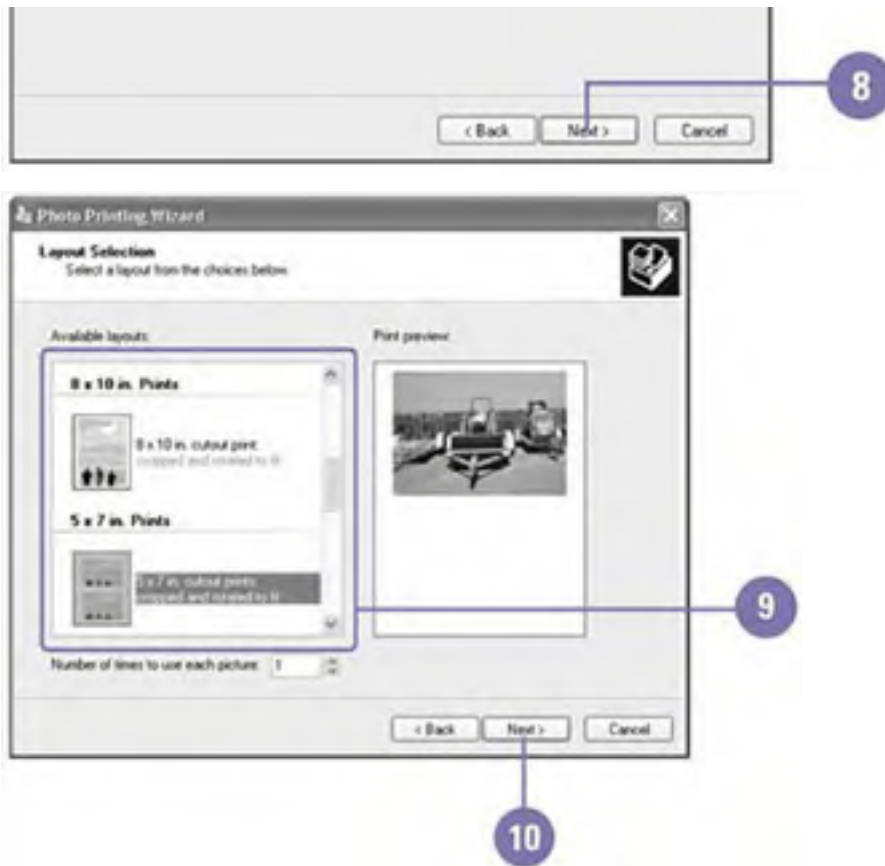 < Back Next > Cancel
8
Photo Printing Wizard
Layout Selection
Select a layout from the choices below.
Available layouts:
Print preview:
8 x 10 in. Prints
8 x 10 in. cutout print:
cropped and rotated to fit
5 x 7 in. Prints
5 x 7 in. cutout prints:
cropped and rotated to fit
9
Number of times to use each picture: 1
< Back Next > Cancel
10